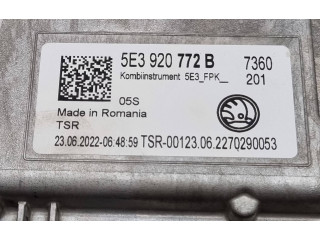 5E3 920 772 B 7360
Kombiinstrument 5E3_FPK__ 201
05S
Made in Romania
TSR
23.06.2022-06:48:59 TSR-00123.06.2270290053